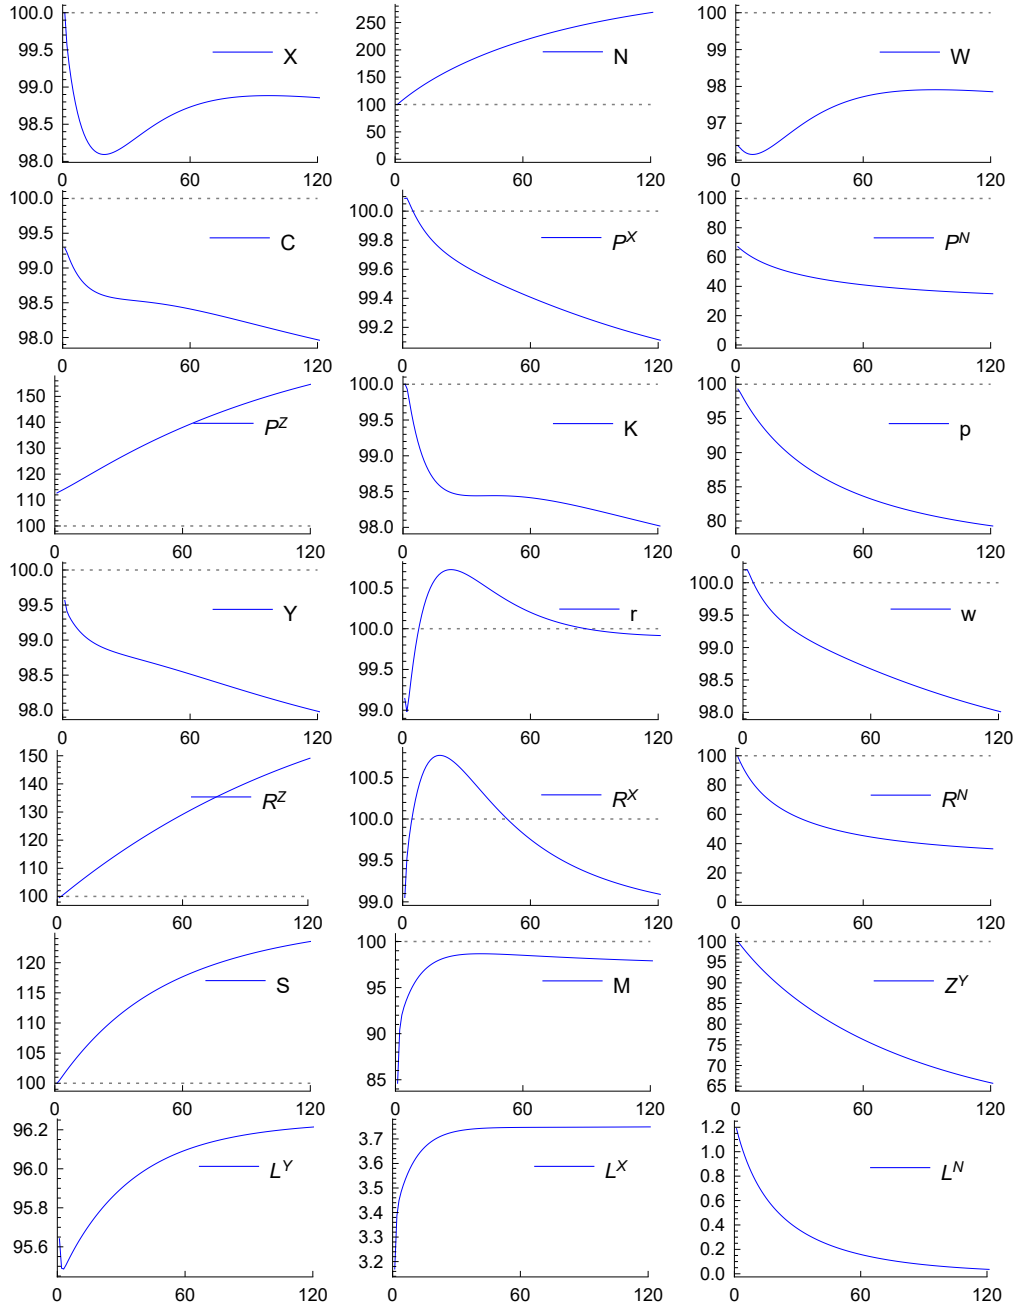 100.0
99.5
99.0
98.5
98.0
X
0 60 120
250
200
150
100
50
0
N
0 60 120
100
99
98
97
96
W
0 60 120
100.0
99.5
99.0
98.5
98.0
C
0 60 120
100.0
99.8
99.6
99.4
99.2
P^X
0 60 120
100
80
60
40
20
0
P^N
0 60 120
150
140
130
120
110
100
P^Z
0 60 120
100.0
99.5
99.0
98.5
98.0
K
0 60 120
100
95
90
85
80
p
0 60 120
100.0
99.5
99.0
98.5
98.0
Y
0 60 120
100.5
100.0
99.5
99.0
r
0 60 120
100.0
99.5
99.0
98.5
98.0
w
0 60 120
150
140
130
120
110
100
R^Z
0 60 120
100.5
100.0
99.5
99.0
R^X
0 60 120
100
80
60
40
20
0
R^N
0 60 120
120
115
110
105
100
S
0 60 120
100
95
90
85
M
0 60 120
100
95
90
85
80
75
70
65
Z^Y
0 60 120
96.2
96.0
95.8
95.6
L^Y
0 60 120
3.7
3.6
3.5
3.4
3.3
3.2
L^X
0 60 120
1.2
1.0
0.8
0.6
0.4
0.2
0.0
L^N
0 60 120